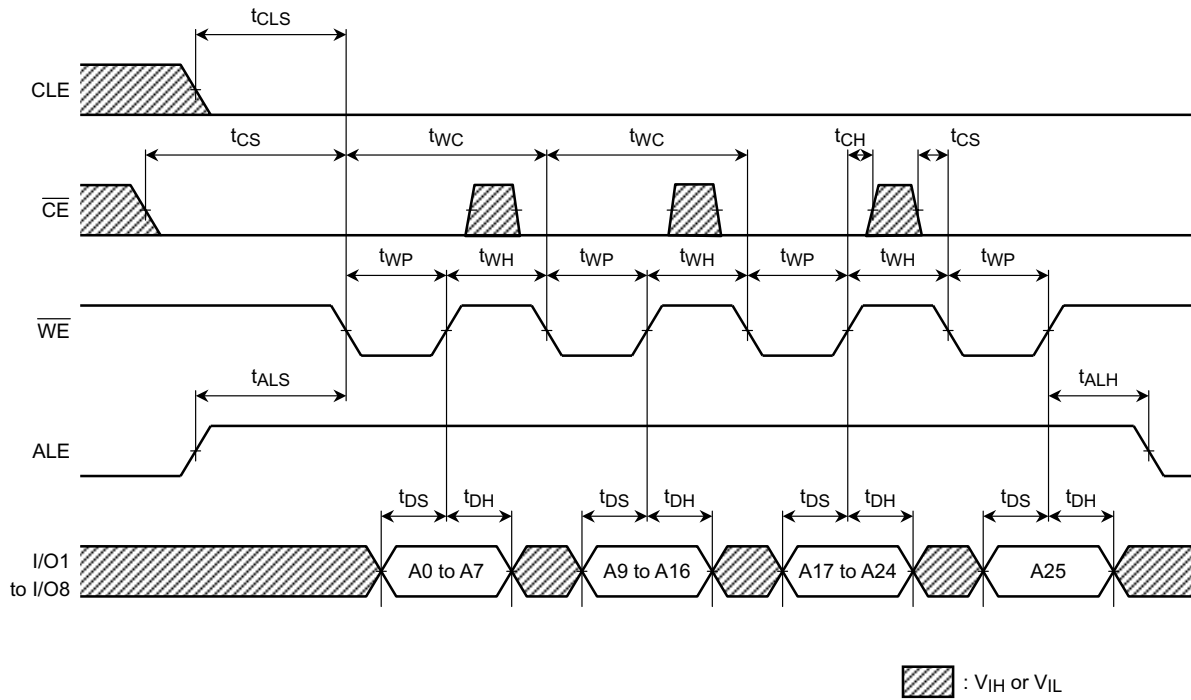 tCLS
CLE
tCS tWC tWC tCH tCS
CE
tWP tWH tWP tWH tWP tWH tWP
WE
tALS tALH
ALE
tDS tDH tDS tDH tDS tDH tDS tDH
I/O1
to I/O8
A0 to A7 A9 to A16 A17 to A24 A25
: VIH or VIL